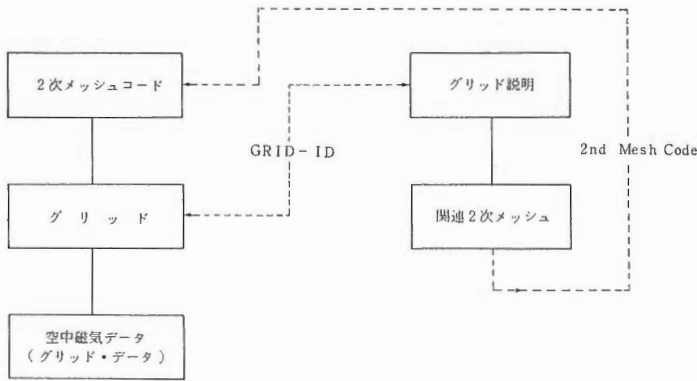 2次メッシュコード
グリッド説明
GRID-ID
2nd Mesh Code
グリッド
関連2次メッシュ
空中磁気データ
(グリッド・データ)